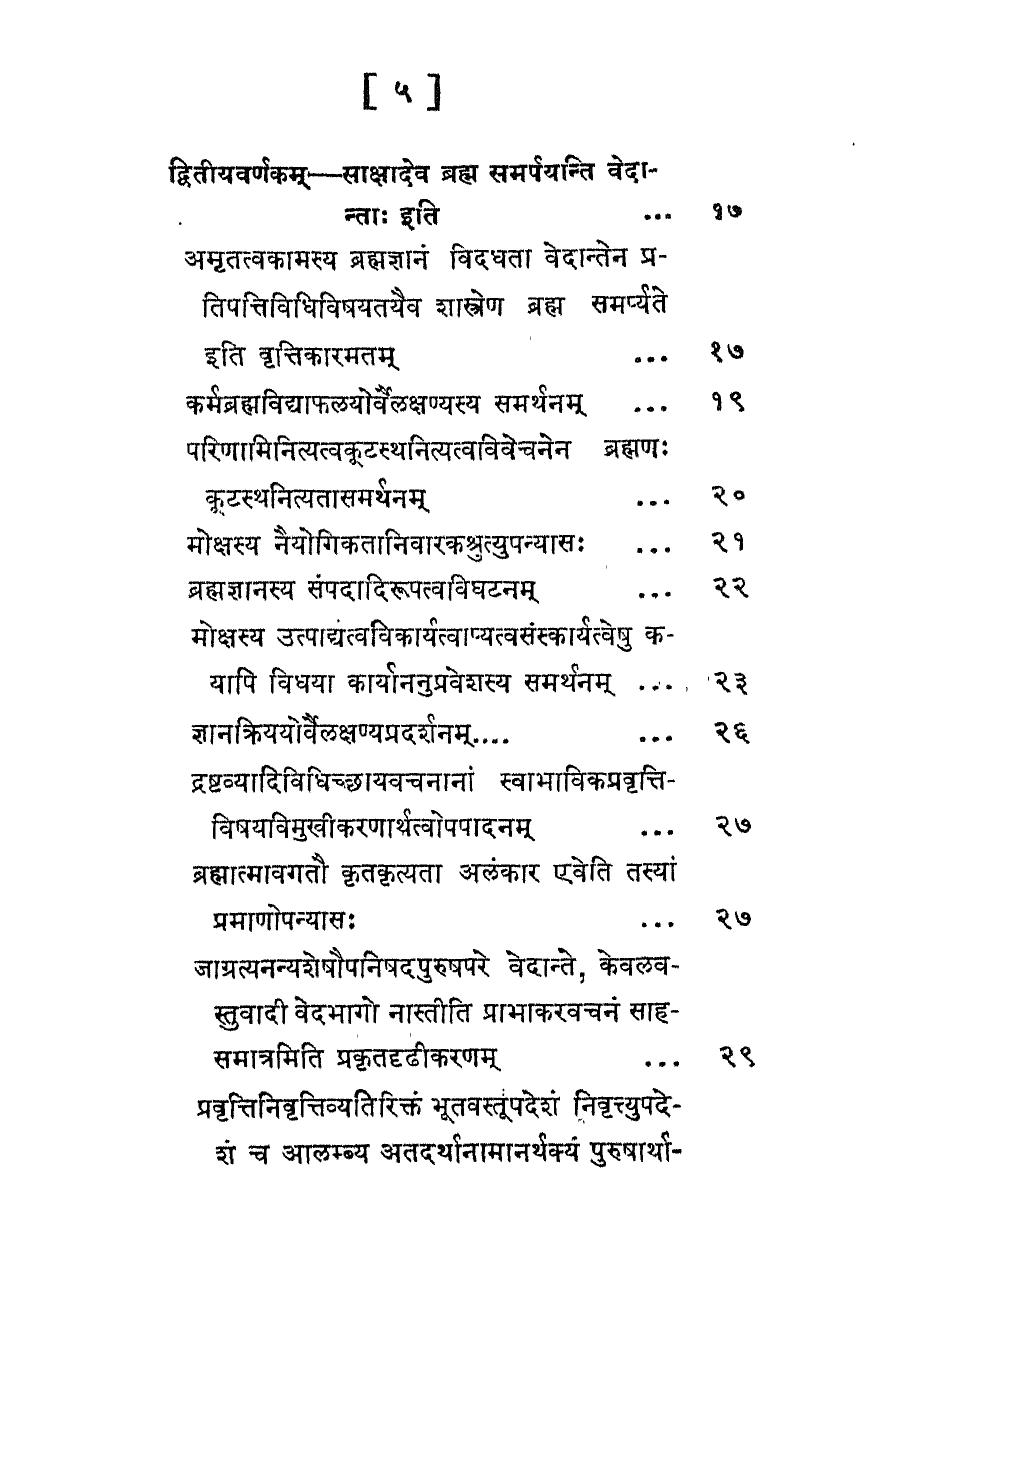 [ ५ ]
द्वितीयवर्णकम्—साक्षादेव ब्रह्म समर्पयन्ति वेदा-
न्ताः इति ... १७
अमृतत्वकामस्य ब्रह्मज्ञानं विदधता वेदान्तेन प्र-
तिपत्तिविधिविषयतयैव शास्त्रेण ब्रह्म समर्प्यते
इति वृत्तिकारमतम् ... १७
कर्मब्रह्मविद्याफलयोर्वैलक्षण्यस्य समर्थनम् ... १९
परिणामिनित्यत्वकूटस्थनित्यत्वविवेचनेन ब्रह्मणः
कूटस्थनित्यतासमर्थनम् ... २०
मोक्षस्य नैयोगिकतानिवारकश्रुत्युपन्यासः ... २१
ब्रह्मज्ञानस्य संपदादिरूपत्वविघटनम् ... २२
मोक्षस्य उत्पाद्यत्वविकार्यत्वाप्यत्वसंस्कार्यत्वेषु क-
यापि विधया कार्याननुप्रवेशस्य समर्थनम् ... २३
ज्ञानक्रिययोर्वैलक्षण्यप्रदर्शनम्.... ... २६
द्रष्टव्यादिविधिच्छायवचनानां स्वाभाविकप्रवृत्ति-
विषयविमुखीकरणार्थत्वोपपादनम् ... २७
ब्रह्मात्मावगतौ कृतकृत्यता अलंकार एवेति तस्यां
प्रमाणोपन्यासः ... २७
जाग्रत्यनन्यशेषौपनिषदपुरुषपरे वेदान्ते, केवलव-
स्तुवादी वेदभागो नास्तीति प्राभाकरवचनं साह-
समात्रमिति प्रकृतदृढीकरणम् ... २९
प्रवृत्तिनिवृत्तिव्यतिरिक्तं भूतवस्तूपदेशं निवृत्त्युपदे-
शं च आलम्ब्य अतदर्थानामानर्थक्यं पुरुषार्था-